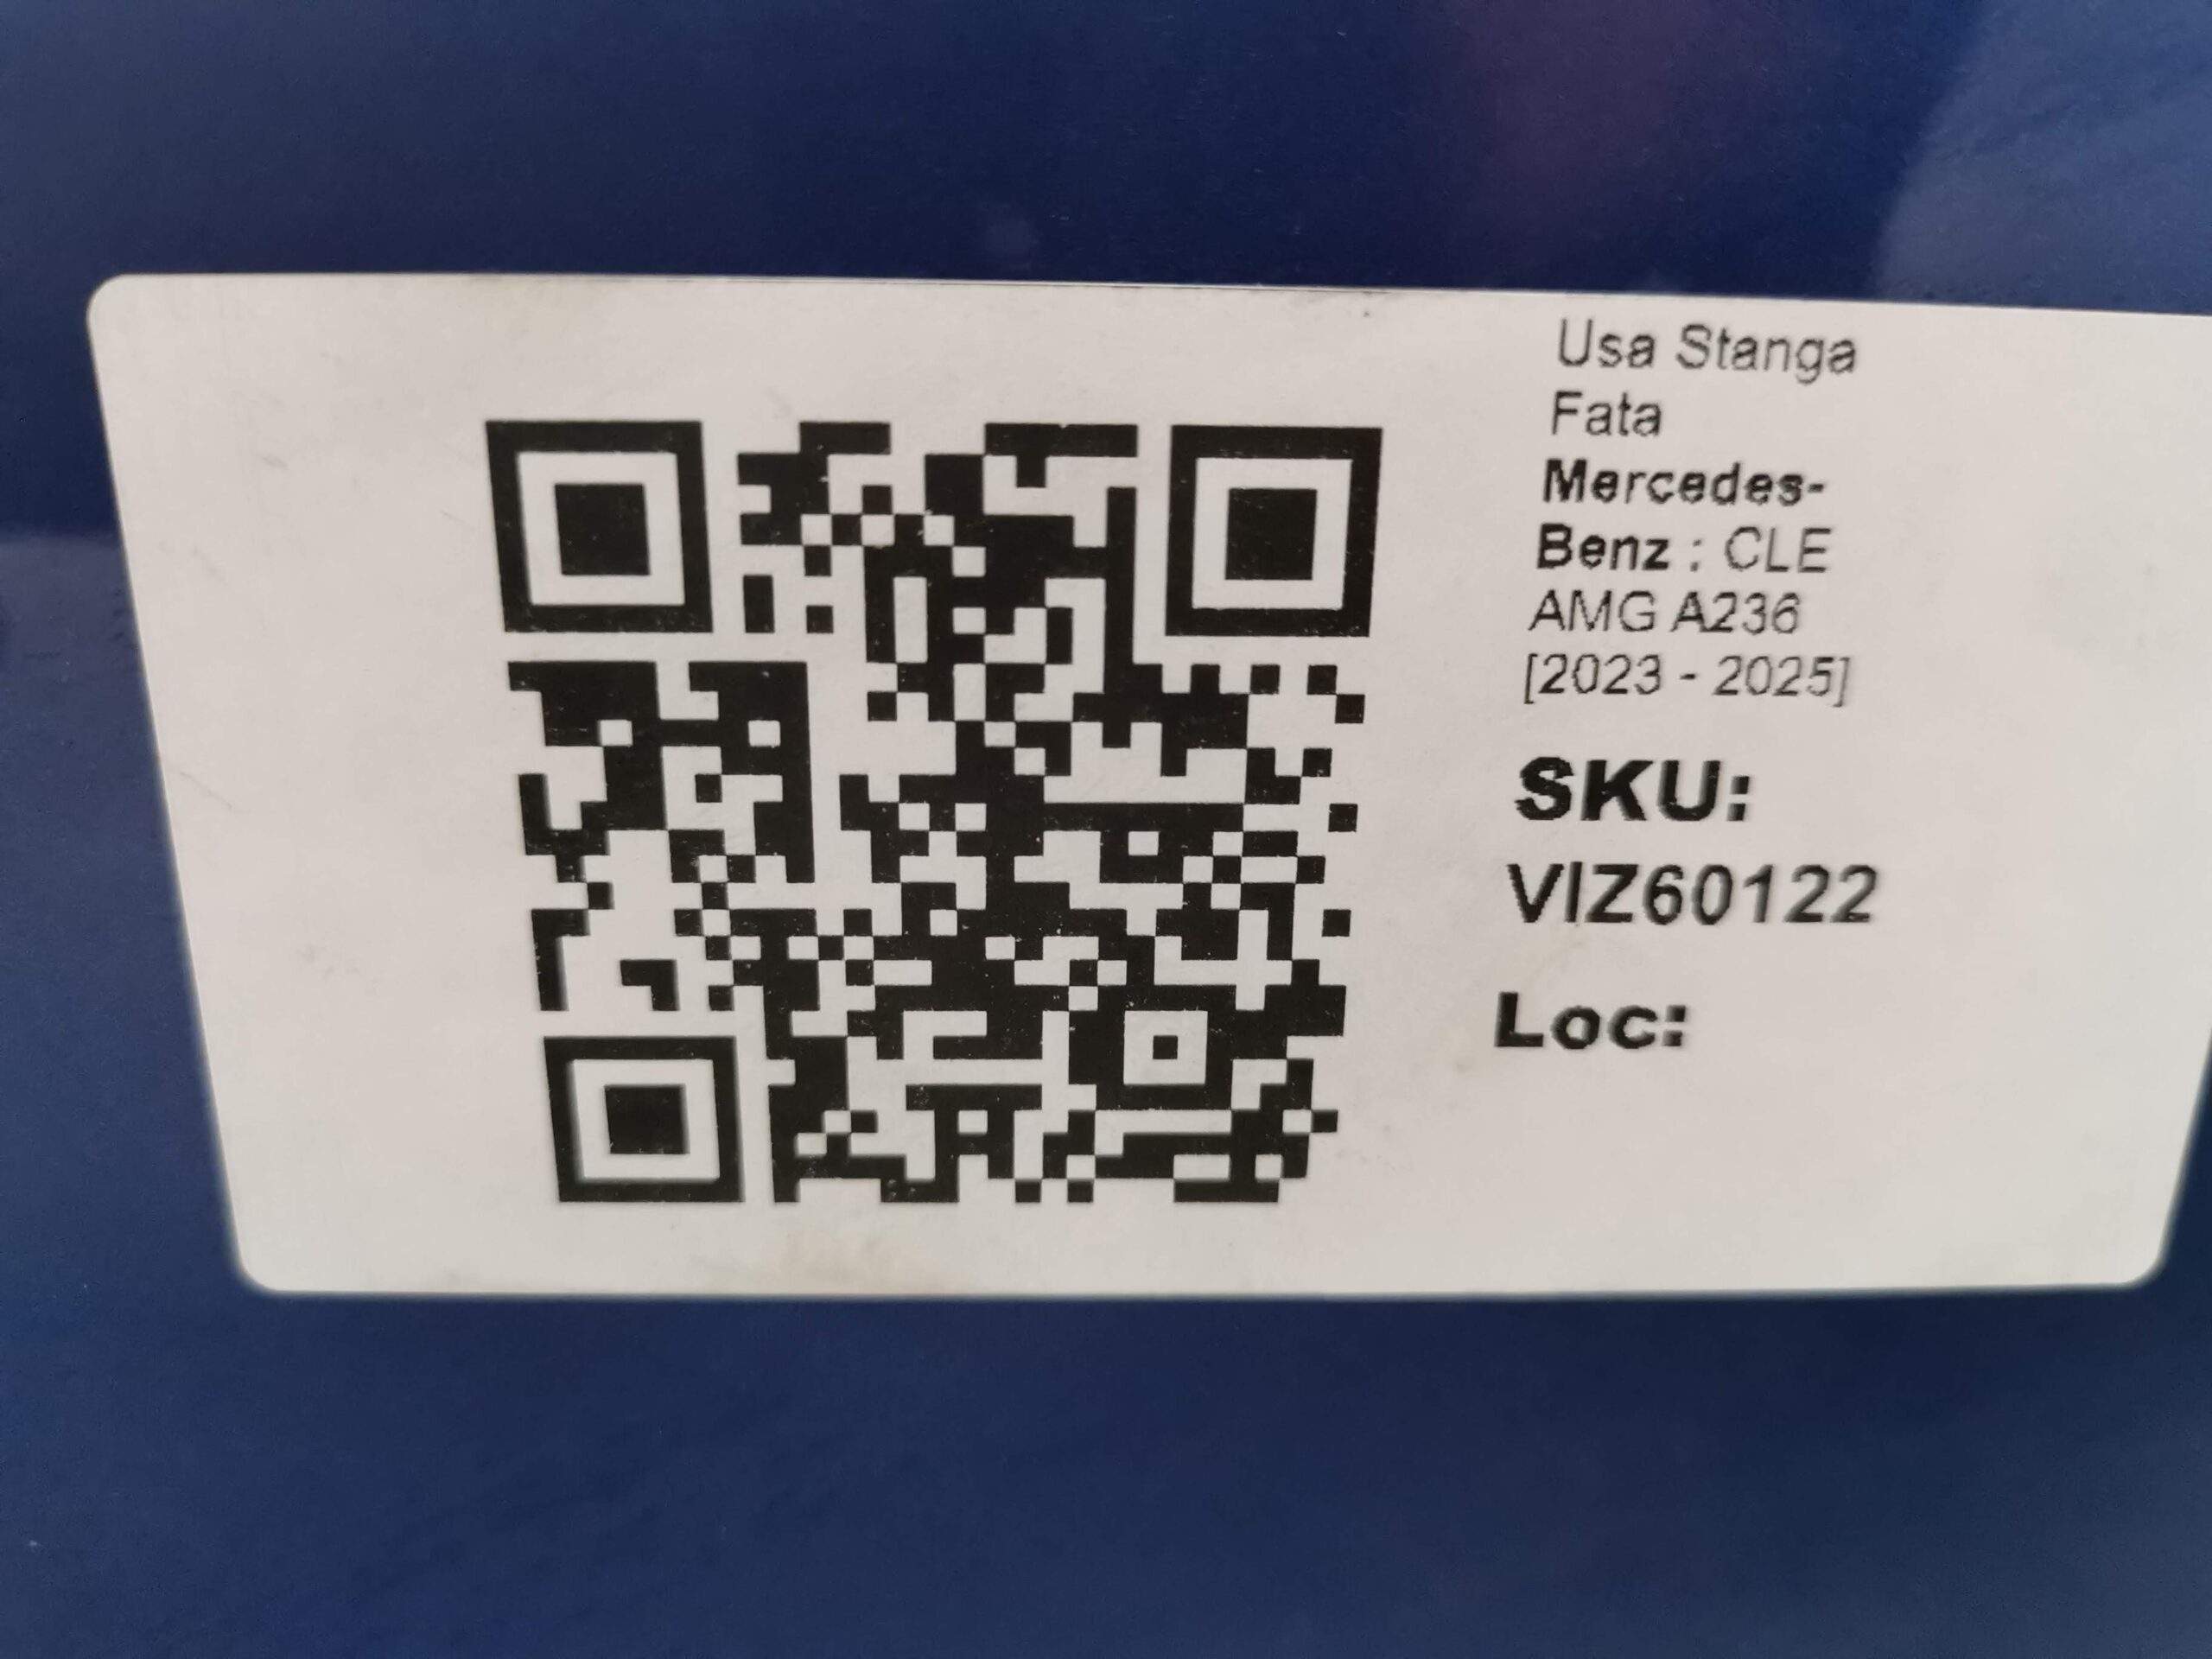 Usa Stanga
Fata
Mercedes-
Benz : CLE
AMG A236
[2023 - 2025]
SKU:
VIZ60122
Loc: